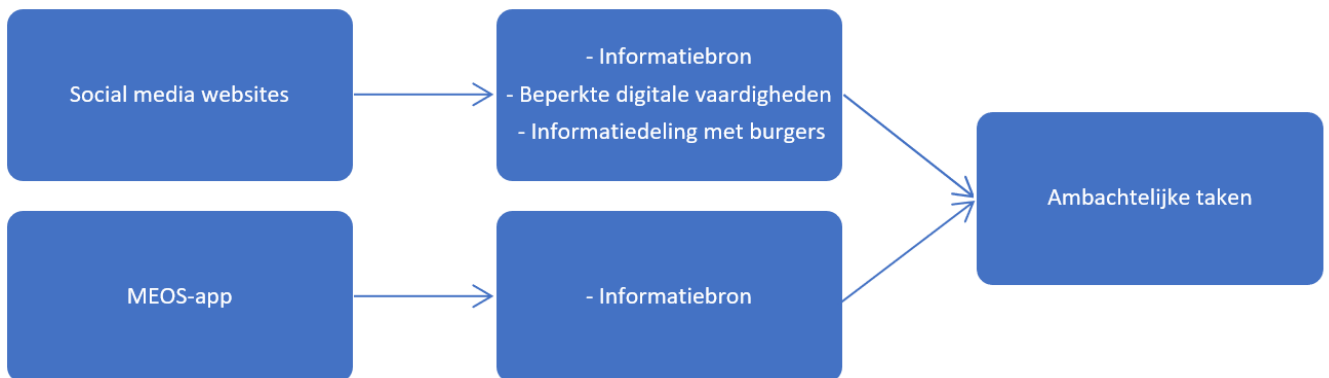 Social media websites
- Informatiebron
- Beperkte digitale vaardigheden
- Informatiedeling met burgers
Ambachtelijke taken
MEOS-app
- Informatiebron